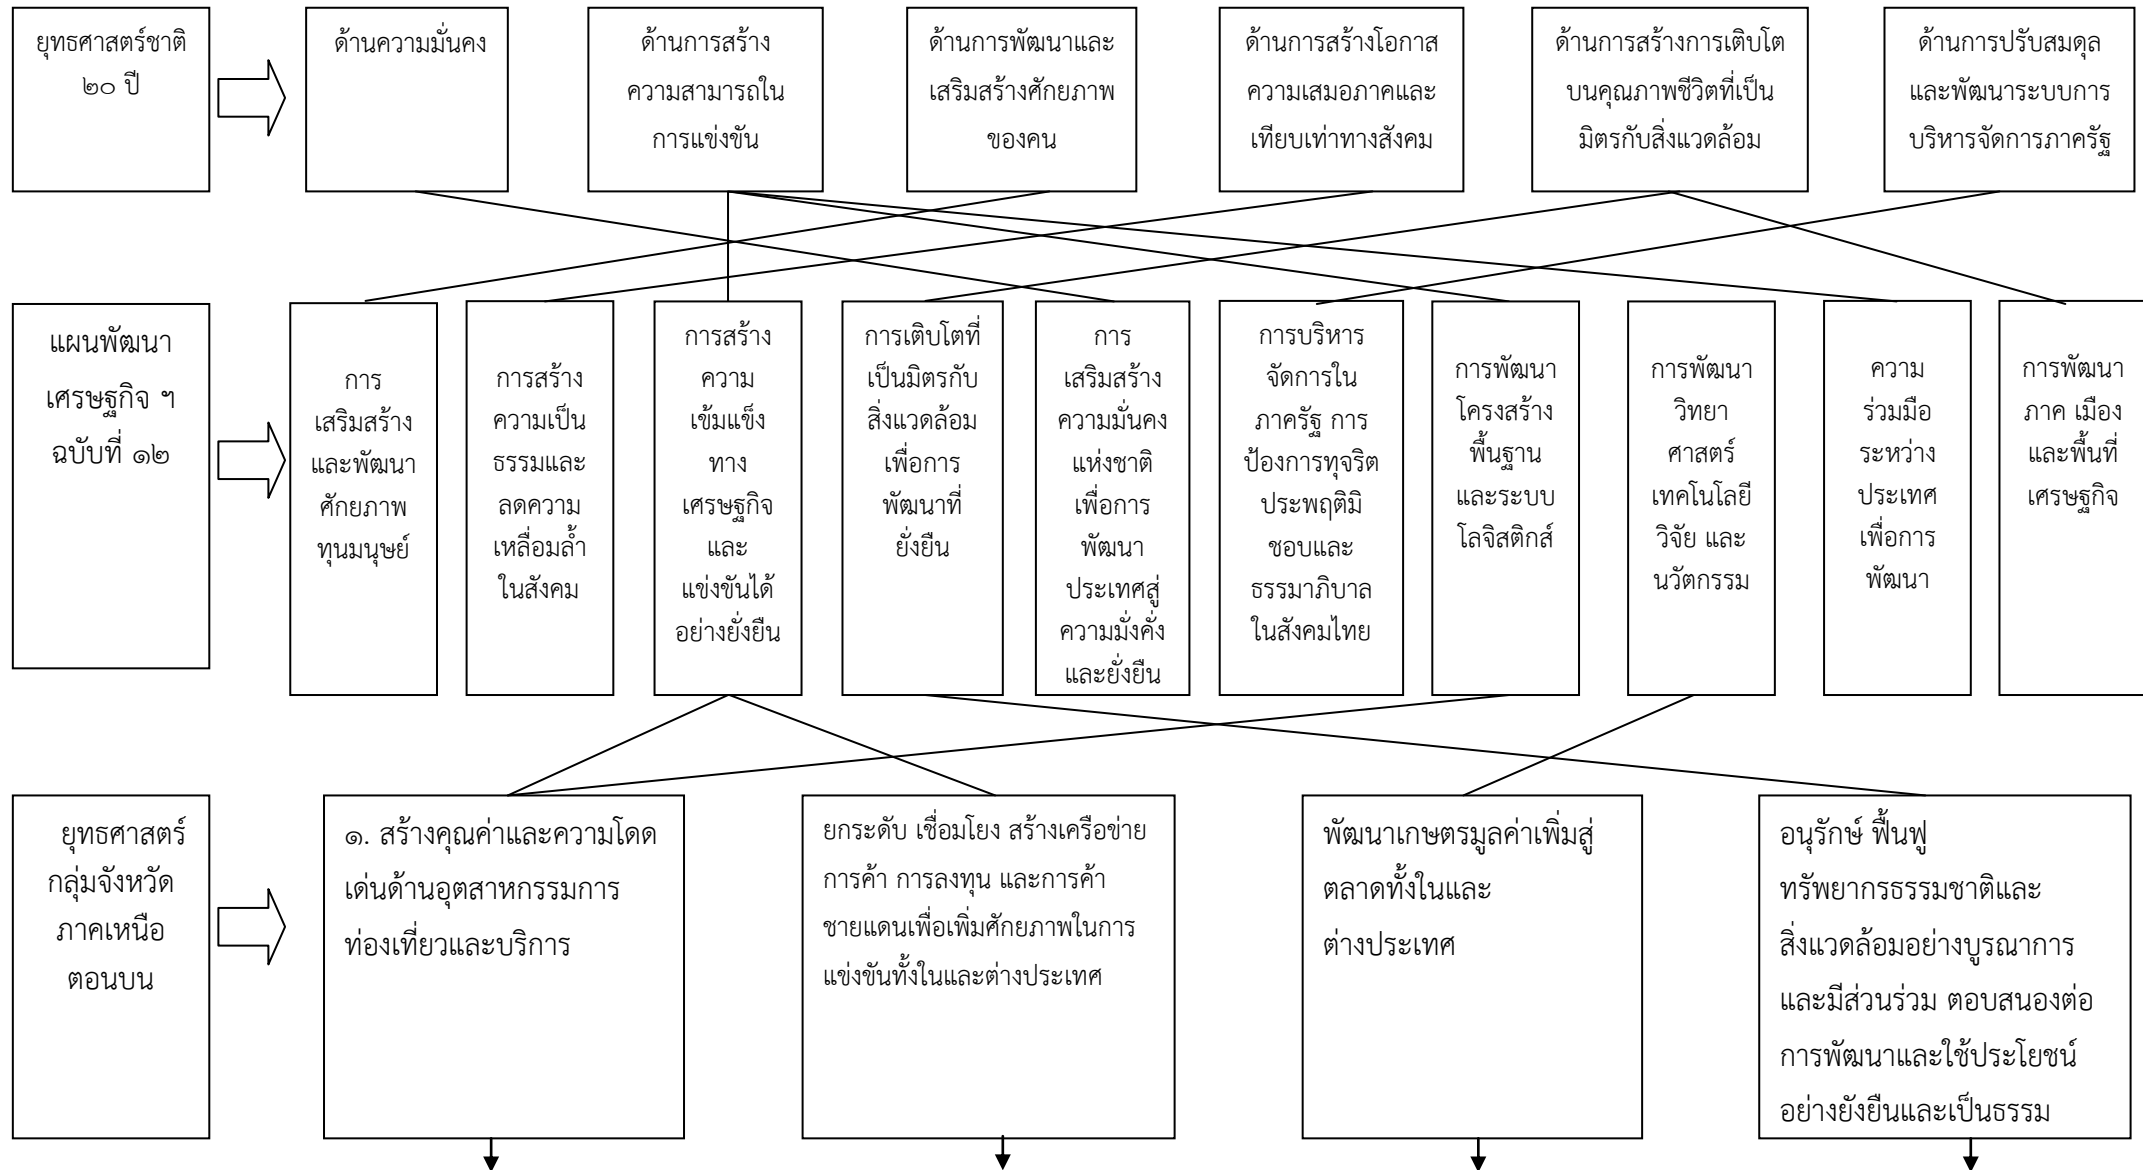 ยุทธศาสตร์ชาติ
๒๐ ปี
ด้านความมั่นคง
ด้านการสร้าง
ความสามารถใน
การแข่งขัน
ด้านการพัฒนาและ
เสริมสร้างศักยภาพ
ของคน
ด้านการสร้างโอกาส
ความเสมอภาคและ
เทียบเท่าทางสังคม
ด้านการสร้างการเติบโต
บนคุณภาพชีวิตที่เป็น
มิตรกับสิ่งแวดล้อม
ด้านการปรับสมดุล
และพัฒนาระบบการ
บริหารจัดการภาครัฐ
แผนพัฒนา
เศรษฐกิจ ฯ
ฉบับที่ ๑๒
การ
เสริมสร้าง
และพัฒนา
ศักยภาพ
ทุนมนุษย์
การสร้าง
ความเป็น
ธรรมและ
ลดความ
เหลื่อมล้ำ
ในสังคม
การสร้าง
ความ
เข้มแข็ง
ทาง
เศรษฐกิจ
และ
แข่งขันได้
อย่างยั่งยืน
การเติบโตที่
เป็นมิตรกับ
สิ่งแวดล้อม
เพื่อการ
พัฒนาที่
ยั่งยืน
การ
เสริมสร้าง
ความมั่นคง
แห่งชาติ
เพื่อการ
พัฒนา
ประเทศสู่
ความมั่งคั่ง
และยั่งยืน
การบริหาร
จัดการใน
ภาครัฐ การ
ป้องการทุจริต
ประพฤติมิ
ชอบและ
ธรรมาภิบาล
ในสังคมไทย
การพัฒนา
โครงสร้าง
พื้นฐาน
และระบบ
โลจิสติกส์
การพัฒนา
วิทยา
ศาสตร์
เทคโนโลยี
วิจัย และ
นวัตกรรม
ความ
ร่วมมือ
ระหว่าง
ประเทศ
เพื่อการ
พัฒนา
การพัฒนา
ภาค เมือง
และพื้นที่
เศรษฐกิจ
ยุทธศาสตร์
กลุ่มจังหวัด
ภาคเหนือ
ตอนบน
๑. สร้างคุณค่าและความโดด
เด่นด้านอุตสาหกรรมการ
ท่องเที่ยวและบริการ
ยกระดับ เชื่อมโยง สร้างเครือข่าย
การค้า การลงทุน และการค้า
ชายแดนเพื่อเพิ่มศักยภาพในการ
แข่งขันทั้งในและต่างประเทศ
พัฒนาเกษตรมูลค่าเพิ่มสู่
ตลาดทั้งในและ
ต่างประเทศ
อนุรักษ์ ฟื้นฟู
ทรัพยากรธรรมชาติและ
สิ่งแวดล้อมอย่างบูรณาการ
และมีส่วนร่วม ตอบสนองต่อ
การพัฒนาและใช้ประโยชน์
อย่างยังยืนและเป็นธรรม